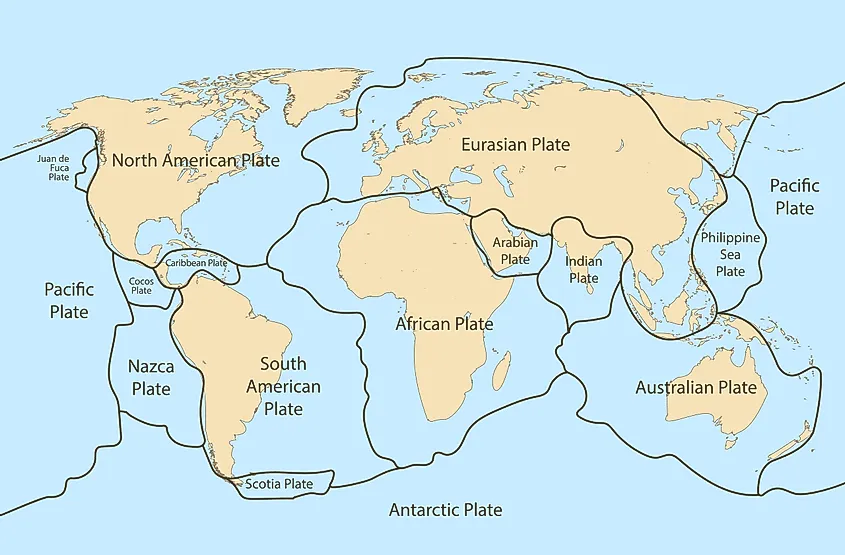 North American Plate
Eurasian Plate
Juan de
Fuca
Plate
Pacific
Plate
Philippine
Sea
Plate
Arabian
Plate
Indian
Plate
Caribbean Plate
Cocos
Plate
Pacific
Plate
African Plate
Nazca
Plate
South
American
Plate
Australian Plate
Scotia Plate
Antarctic Plate